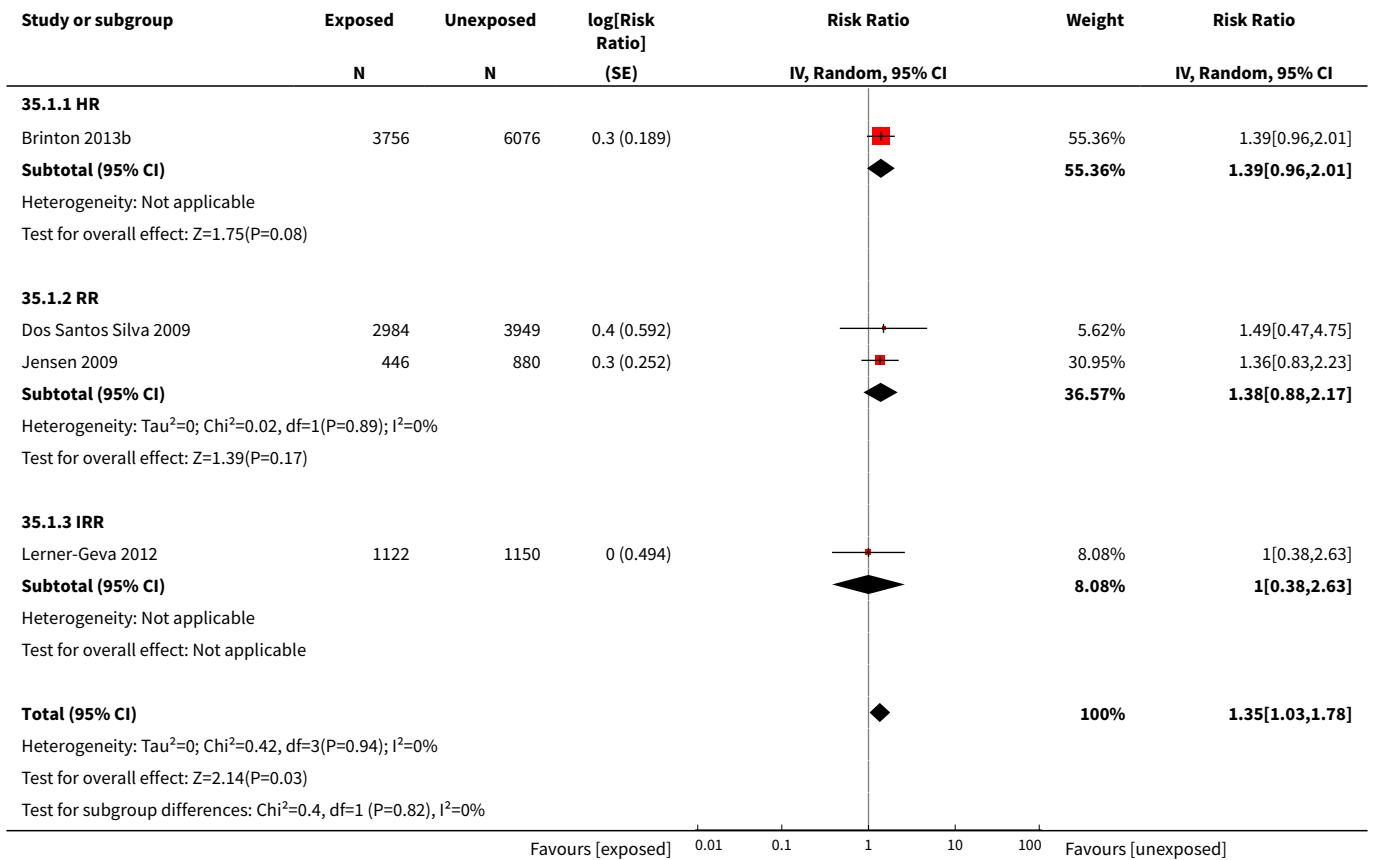 Study or subgroup Exposed Unexposed log[Risk Ratio] Risk Ratio Weight Risk Ratio
N N (SE) IV, Random, 95% CI IV, Random, 95% CI
35.1.1 HR
Brinton 2013b 3756 6076 0.3 (0.189) 55.36% 1.39[0.96,2.01]
Subtotal (95% CI) 55.36% 1.39[0.96,2.01]
Heterogeneity: Not applicable
Test for overall effect: Z=1.75(P=0.08)
35.1.2 RR
Dos Santos Silva 2009 2984 3949 0.4 (0.592) 5.62% 1.49[0.47,4.75]
Jensen 2009 446 880 0.3 (0.252) 30.95% 1.36[0.83,2.23]
Subtotal (95% CI) 36.57% 1.38[0.88,2.17]
Heterogeneity: Tau²=0; Chi²=0.02, df=1(P=0.89); I²=0%
Test for overall effect: Z=1.39(P=0.17)
35.1.3 IRR
Lerner-Geva 2012 1122 1150 0 (0.494) 8.08% 1[0.38,2.63]
Subtotal (95% CI) 8.08% 1[0.38,2.63]
Heterogeneity: Not applicable
Test for overall effect: Not applicable
Total (95% CI) 100% 1.35[1.03,1.78]
Heterogeneity: Tau²=0; Chi²=0.42, df=3(P=0.94); I²=0%
Test for overall effect: Z=2.14(P=0.03)
Test for subgroup differences: Chi²=0.4, df=1 (P=0.82), I²=0%
Favours [exposed] 0.01 0.1 1 10 100 Favours [unexposed]